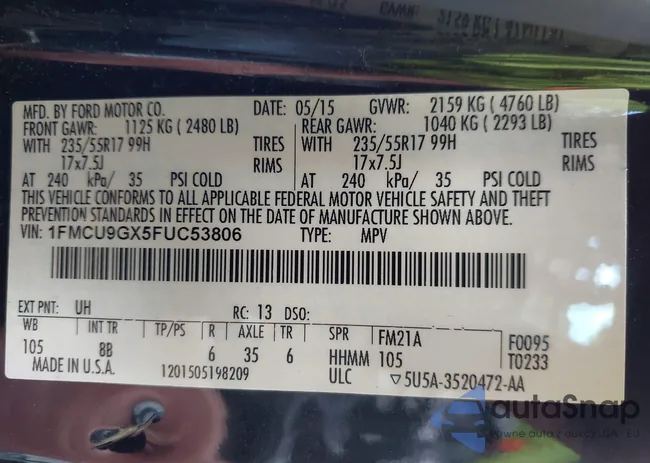 MFD. BY FORD MOTOR CO. DATE: 05/15 GVWR: 2159 KG ( 4760 LB)
FRONT GAWR: 1125 KG ( 2480 LB) REAR GAWR: 1040 KG ( 2293 LB)
WITH 235/55R17 99H TIRES WITH 235/55R17 99H TIRES
17x7.5J RIMS 17x7.5J RIMS
AT 240 kPa/ 35 PSI COLD AT 240 kPa/ 35 PSI COLD
THIS VEHICLE CONFORMS TO ALL APPLICABLE FEDERAL MOTOR VEHICLE SAFETY AND THEFT
PREVENTION STANDARDS IN EFFECT ON THE DATE OF MANUFACTURE SHOWN ABOVE.
VIN: 1FMCU9GX5FUC53806 TYPE: MPV
EXT PNT: UH RC: 13 DSO:
WB INT TR TP/PS R AXLE TR SPR FM21A F0095
105 8B 6 35 6 HHMM 105 T0233
MADE IN U.S.A. 1201505198209 ULC ▽5U5A-3520472-AA
autaSnap